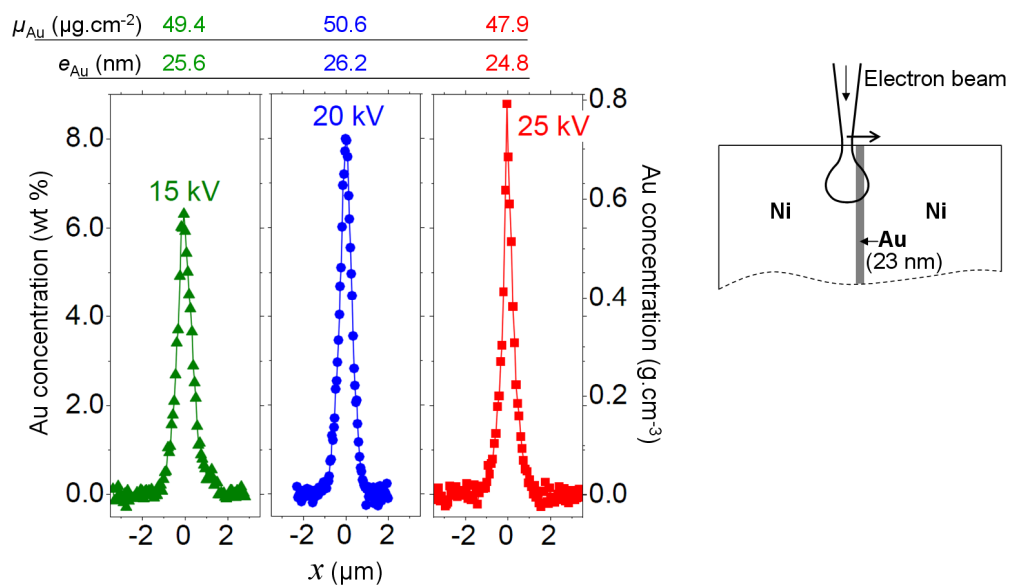 μAu (μg.cm-2) 49.4 50.6 47.9
eAu (nm) 25.6 26.2 24.8
15 kV
20 kV
25 kV
Au concentration (wt %)
8.0
6.0
4.0
2.0
0.0
-2 0 2
-2 0 2
-2 0 2
x (μm)
0.8
0.6
0.4
0.2
0.0
Au concentration (g.cm-3)
Electron beam
Ni
Ni
Au
(23 nm)